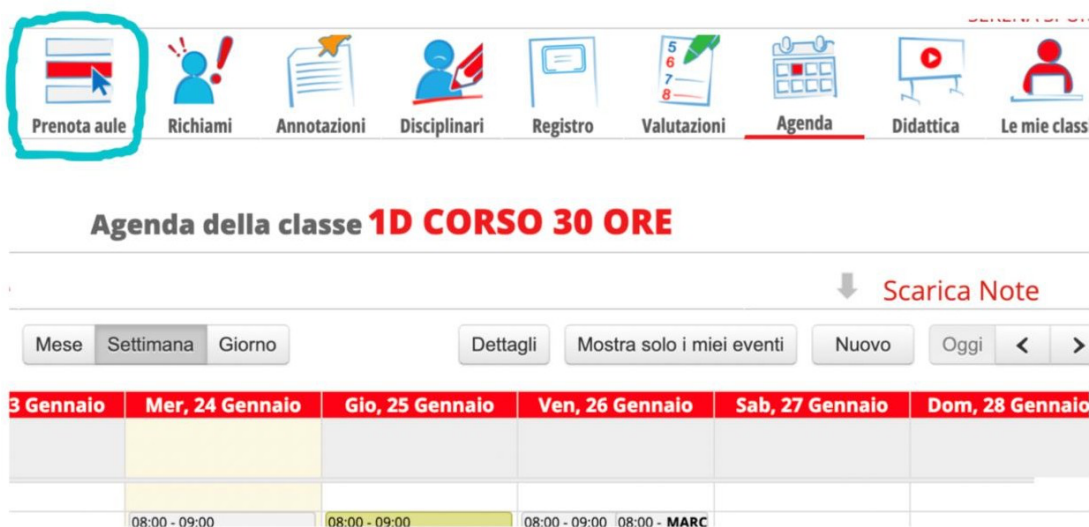 Prenota aule Richiami Annotazioni Disciplinari Registro Valutazioni Agenda Didattica Le mie classi
Agenda della classe 1D CORSO 30 ORE
Scarica Note
Mese Settimana Giorno Dettagli Mostra solo i miei eventi Nuovo Oggi
3 Gennaio Mer, 24 Gennaio Gio, 25 Gennaio Ven, 26 Gennaio Sab, 27 Gennaio Dom, 28 Gennaio
08:00 - 09:00 08:00 - 09:00 08:00 - 09:00 08:00 - MARC